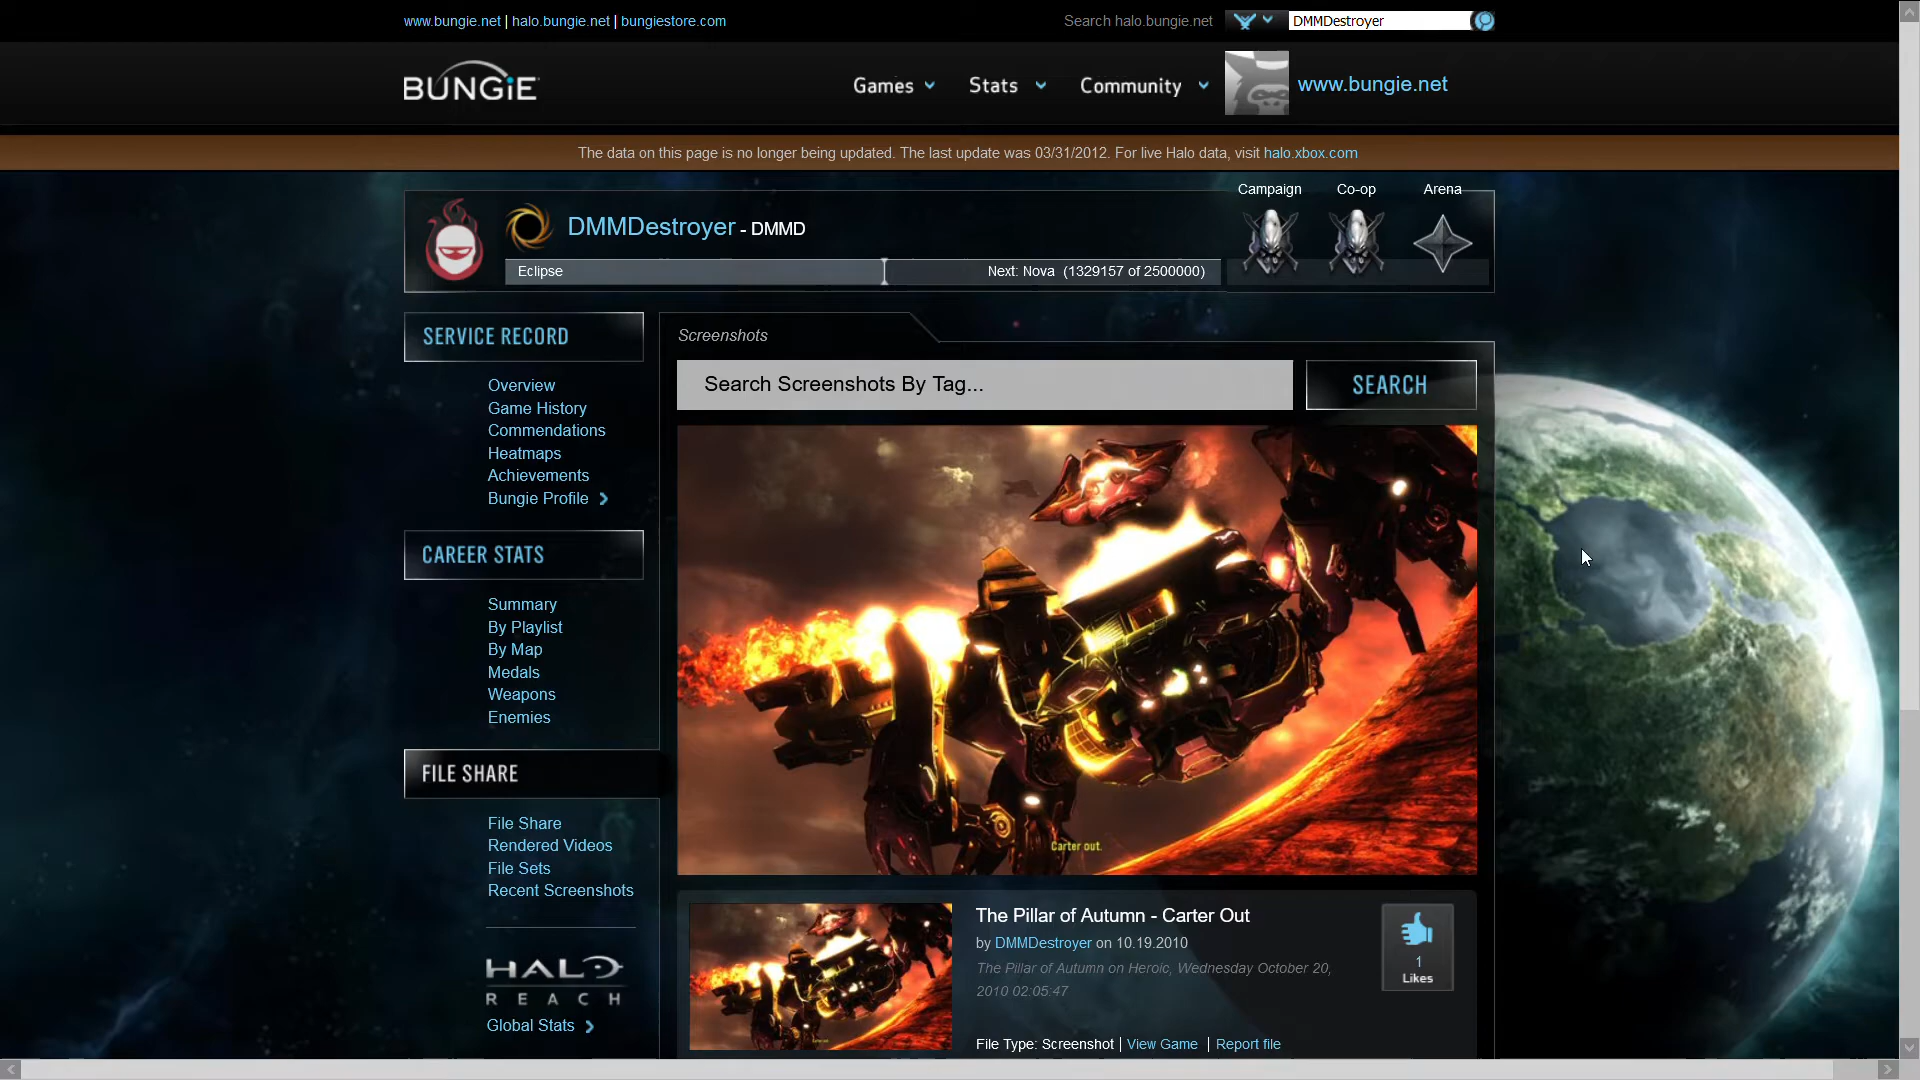 www.bungie.net | halo.bungie.net | bungiestore.com
Search halo.bungie.net
DMMDestroyer
BUNGiE
Games
Stats
Community
www.bungie.net
The data on this page is no longer being updated. The last update was 03/31/2012. For live Halo data, visit halo.xbox.com
Campaign
Co-op
Arena
DMMDestroyer - DMMD
Eclipse
Next: Nova (1329157 of 2500000)
SERVICE RECORD
Overview
Game History
Commendations
Heatmaps
Achievements
Bungie Profile
CAREER STATS
Summary
By Playlist
By Map
Medals
Weapons
Enemies
FILE SHARE
File Share
Rendered Videos
File Sets
Recent Screenshots
HALO
REACH
Global Stats
Screenshots
Search Screenshots By Tag...
SEARCH
Carter out.
The Pillar of Autumn - Carter Out
by DMMDestroyer on 10.19.2010
The Pillar of Autumn on Heroic, Wednesday October 20,
2010 02:05:47
File Type: Screenshot | View Game | Report file
1
Likes